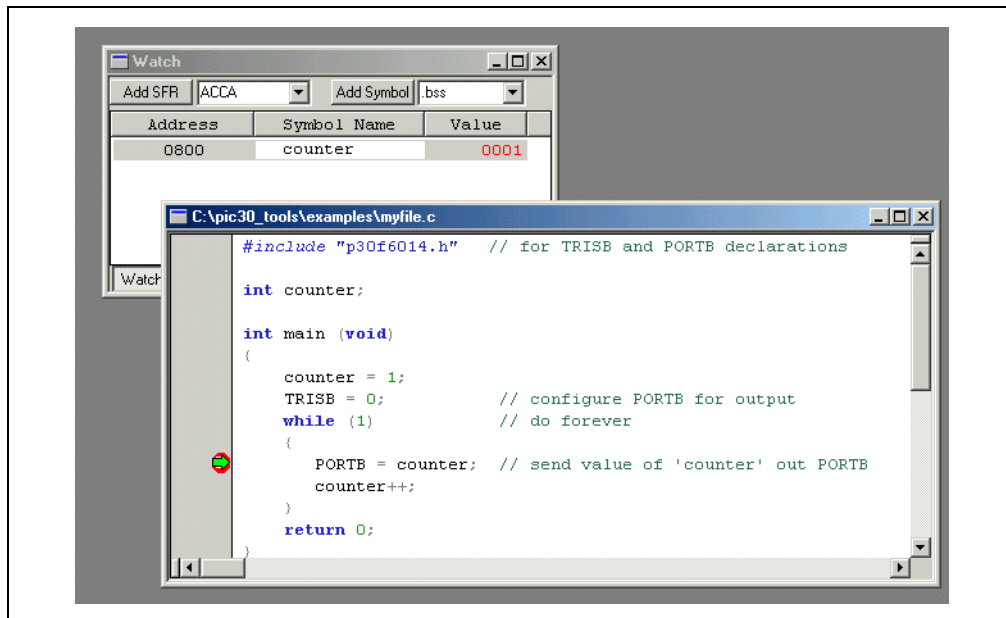 Watch
Add SFR ACCA Add Symbol .bss
Address Symbol Name Value
0800 counter 0001
Watch
C:\pic30_tools\examples\myfile.c
#include "p30f6014.h" // for TRISB and PORTB declarations
int counter;
int main (void)
{
counter = 1;
TRISB = 0; // configure PORTB for output
while (1) // do forever
{
PORTB = counter; // send value of 'counter' out PORTB
counter++;
}
return 0;
}